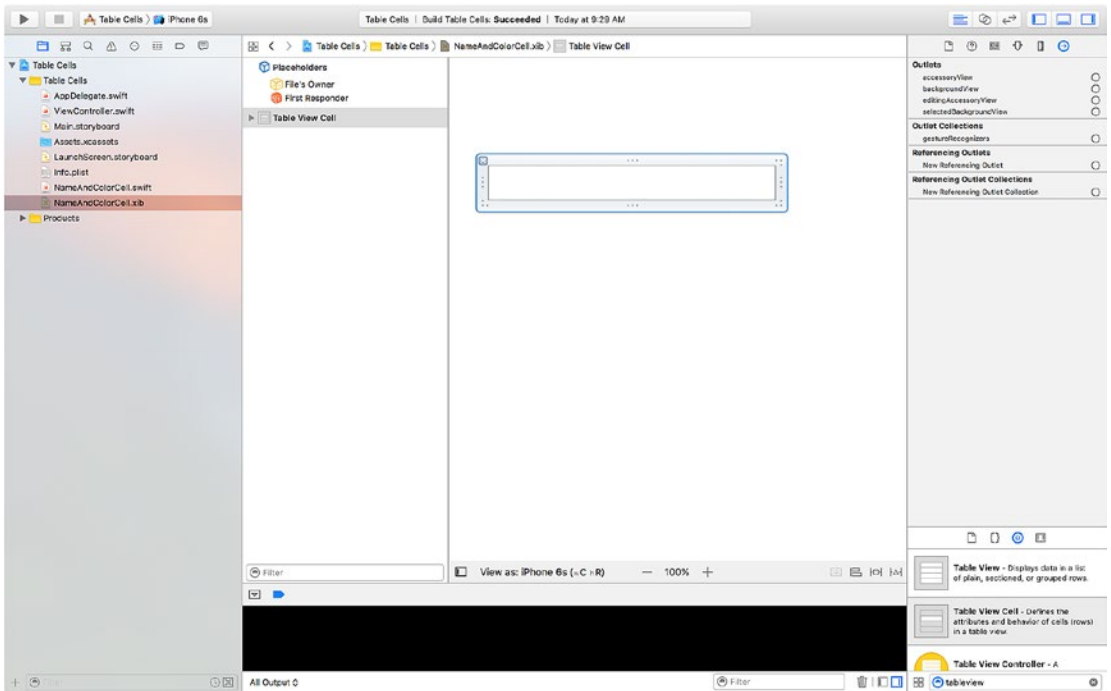 Table Cells
iPhone 6s
Table Cells | Build Table Cells: Succeeded | Today at 9:29 AM
Table Cells
Table Cells
AppDelegate.swift
ViewController.swift
Main.storyboard
Assets.xcassets
LaunchScreen.storyboard
Info.plist
NameAndColorCell.swift
NameAndColorCell.xib
Products
Table Cells
Table Cells
NameAndColorCell.xib
Table View Cell
Placeholders
File's Owner
First Responder
Table View Cell
Filter
View as: iPhone 6s
100%
All Output
Filter
Outlets
accessoryView
backgroundView
editingAccessoryView
selectedBackgroundView
Outlet Collections
gestureRecognizers
Referencing Outlets
New Referencing Outlet
Referencing Outlet Collections
New Referencing Outlet Collection
Table View - Displays data in a list
of plain, sectioned, or grouped rows.
Table View Cell - Defines the
attributes and behavior of cells (rows)
in a table view.
Table View Controller - A
tableview